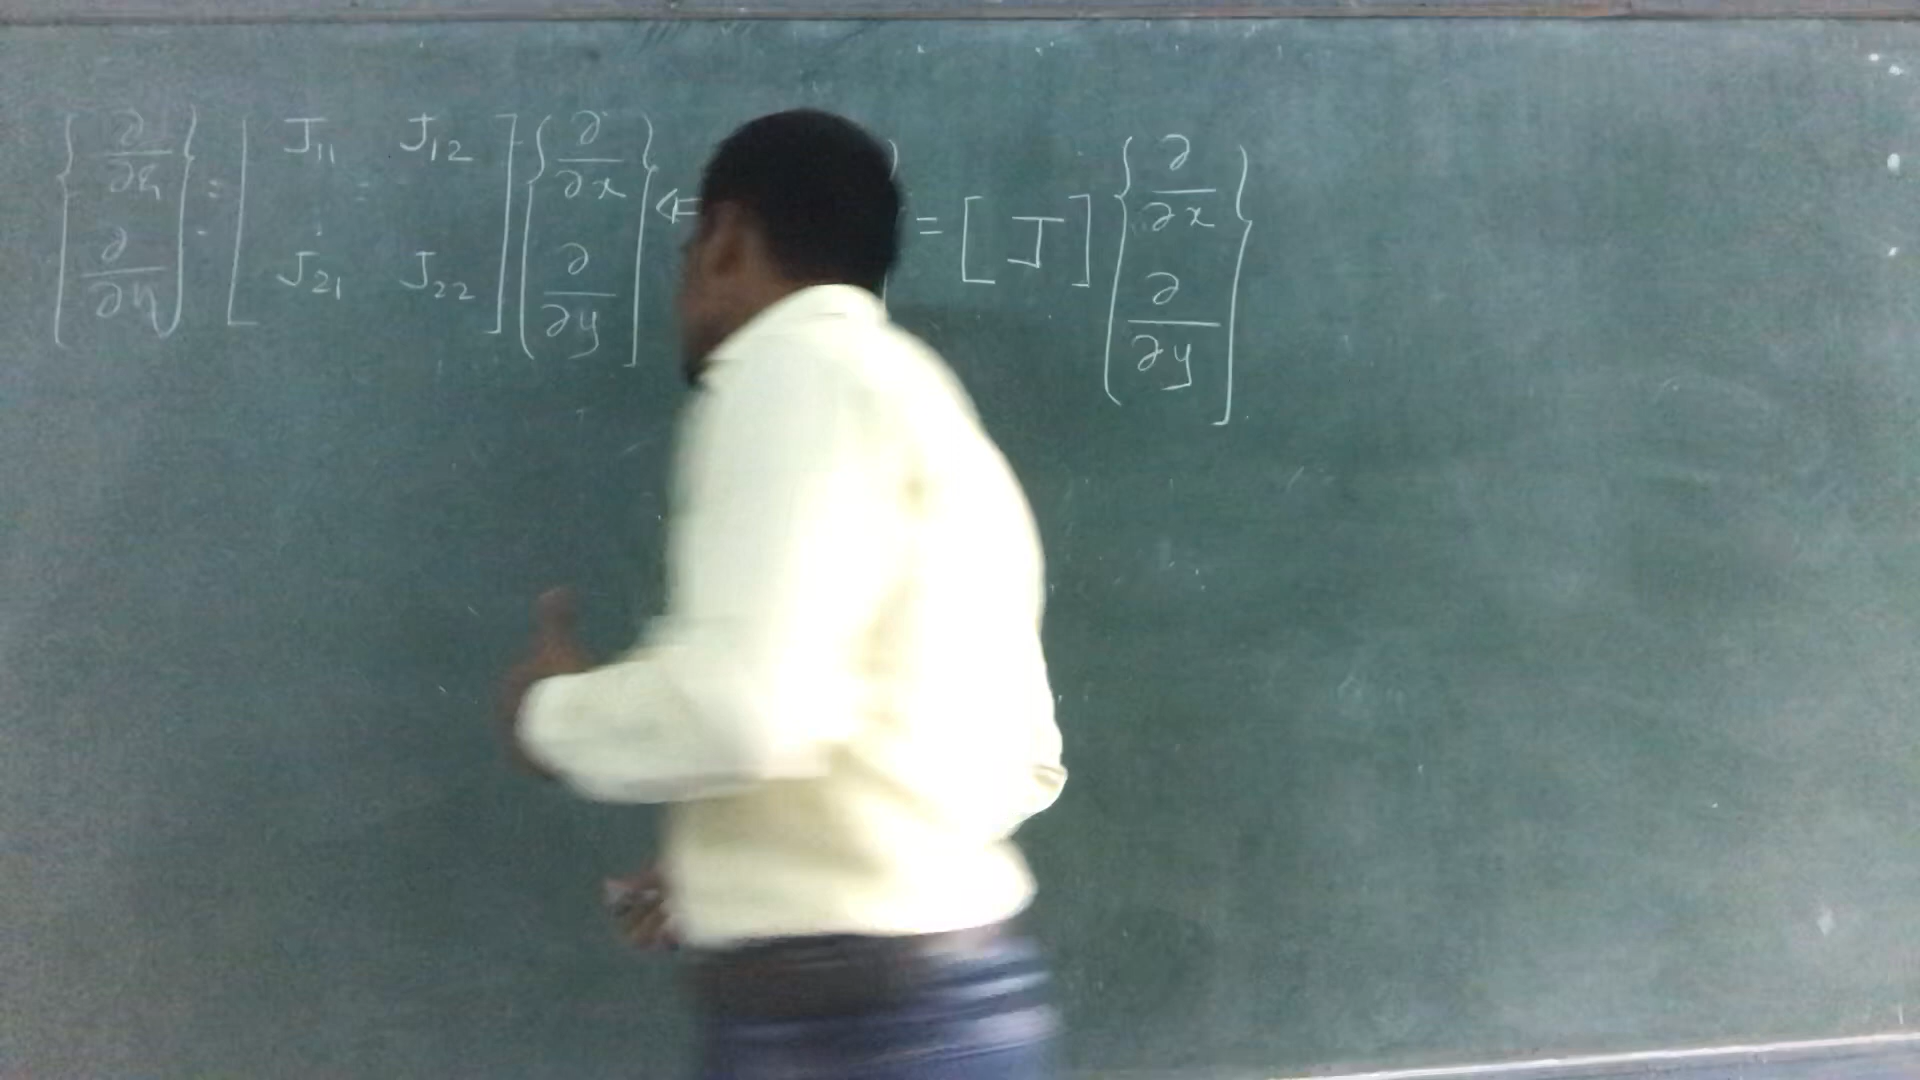 {∂/∂ξ ∂/∂η} = [J11 J12 J21 J22] {∂/∂x ∂/∂y} ⇐ } = [J] {∂/∂x ∂/∂y}